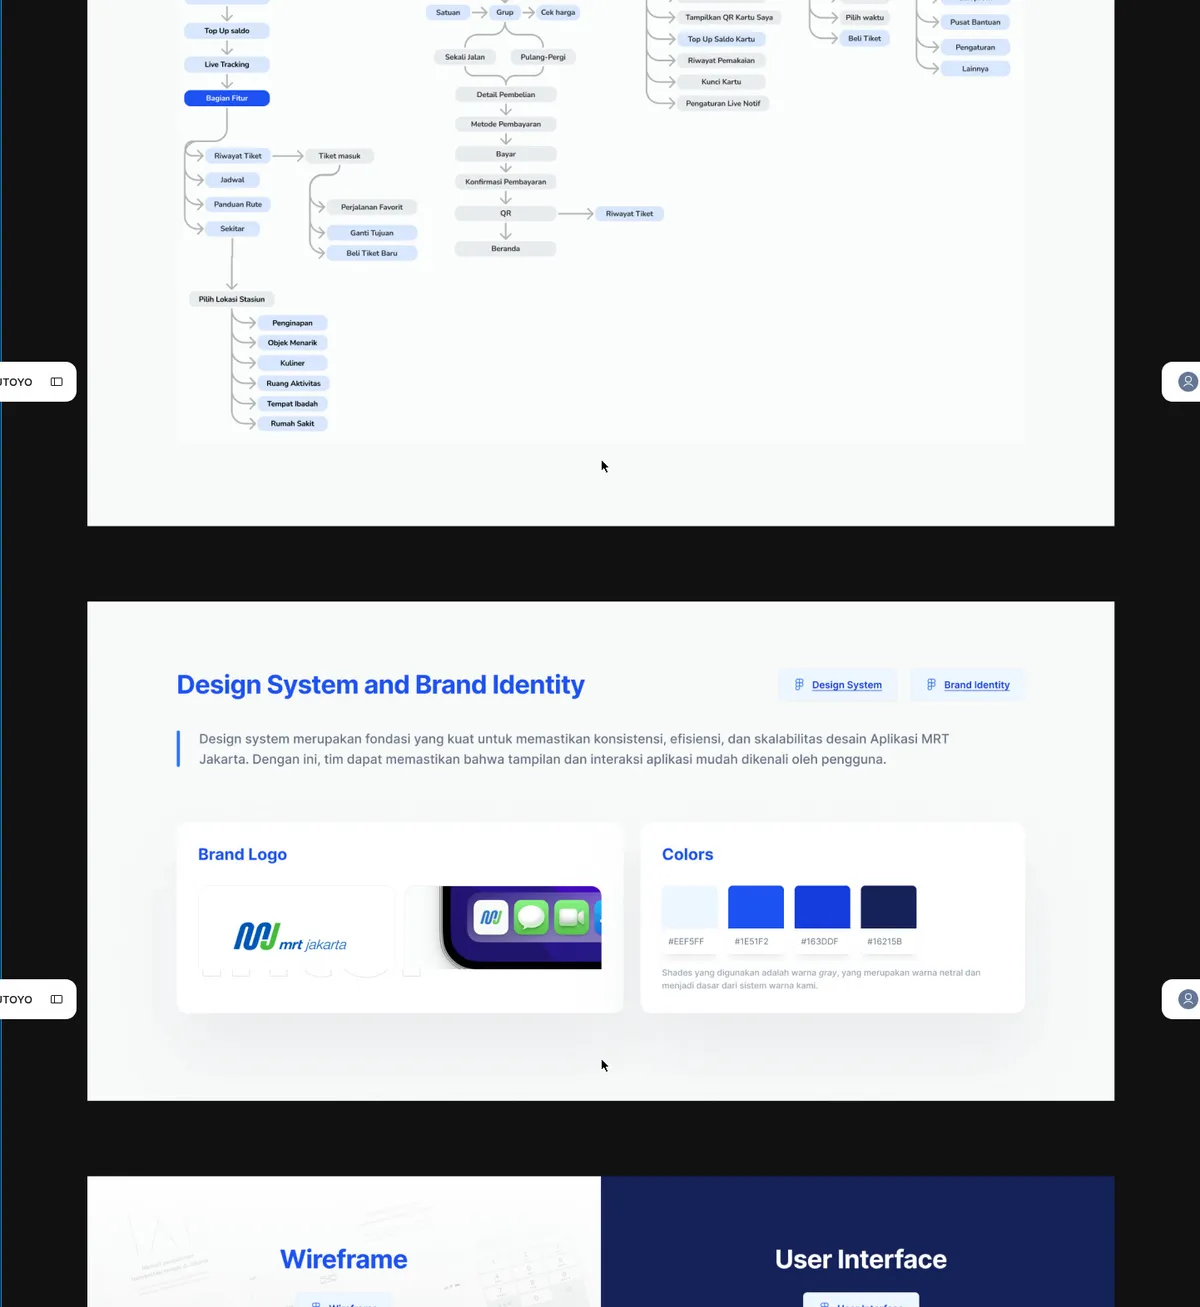 Top Up saldo
Live Tracking
Bagian Fitur
Riwayat Tiket
Tiket masuk
Jadwal
Panduan Rute
Sekitar
Perjalanan Favorit
Ganti Tujuan
Beli Tiket Baru
Pilih Lokasi Stasiun
Penginapan
Objek Menarik
Kuliner
Ruang Aktivitas
Tempat Ibadah
Rumah Sakit
Satuan
Grup
Cek harga
Sekali Jalan
Pulang-Pergi
Detail Pembelian
Metode Pembayaran
Bayar
Konfirmasi Pembayaran
QR
Riwayat Tiket
Beranda
Tampilkan QR Kartu Saya
Top Up Saldo Kartu
Riwayat Pemakaian
Kunci Kartu
Pengaturan Live Notif
Pilih waktu
Beli Tiket
Pusat Bantuan
Pengaturan
Lainnya
UTOYO
Design System and Brand Identity
Design System
Brand Identity
Design system merupakan fondasi yang kuat untuk memastikan konsistensi, efisiensi, dan skalabilitas desain Aplikasi MRT
Jakarta. Dengan ini, tim dapat memastikan bahwa tampilan dan interaksi aplikasi mudah dikenali oleh pengguna.
Brand Logo
mrt jakarta
Colors
#EEF5FF
#1E51F2
#163DDF
#16215B
Shades yang digunakan adalah warna gray, yang merupakan warna netral dan
menjadi dasar dari sistem warna kami.
UTOYO
Wireframe
Wireframe
User Interface
User Interface